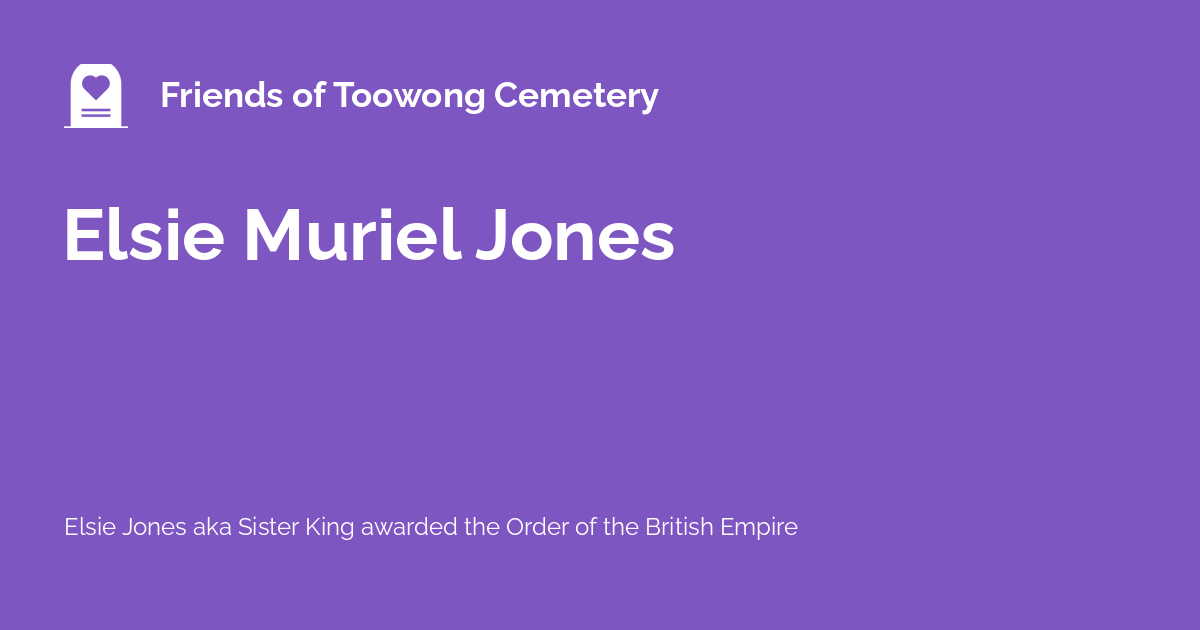 Friends of Toowong Cemetery
Elsie Muriel Jones
Elsie Jones aka Sister King awarded the Order of the British Empire